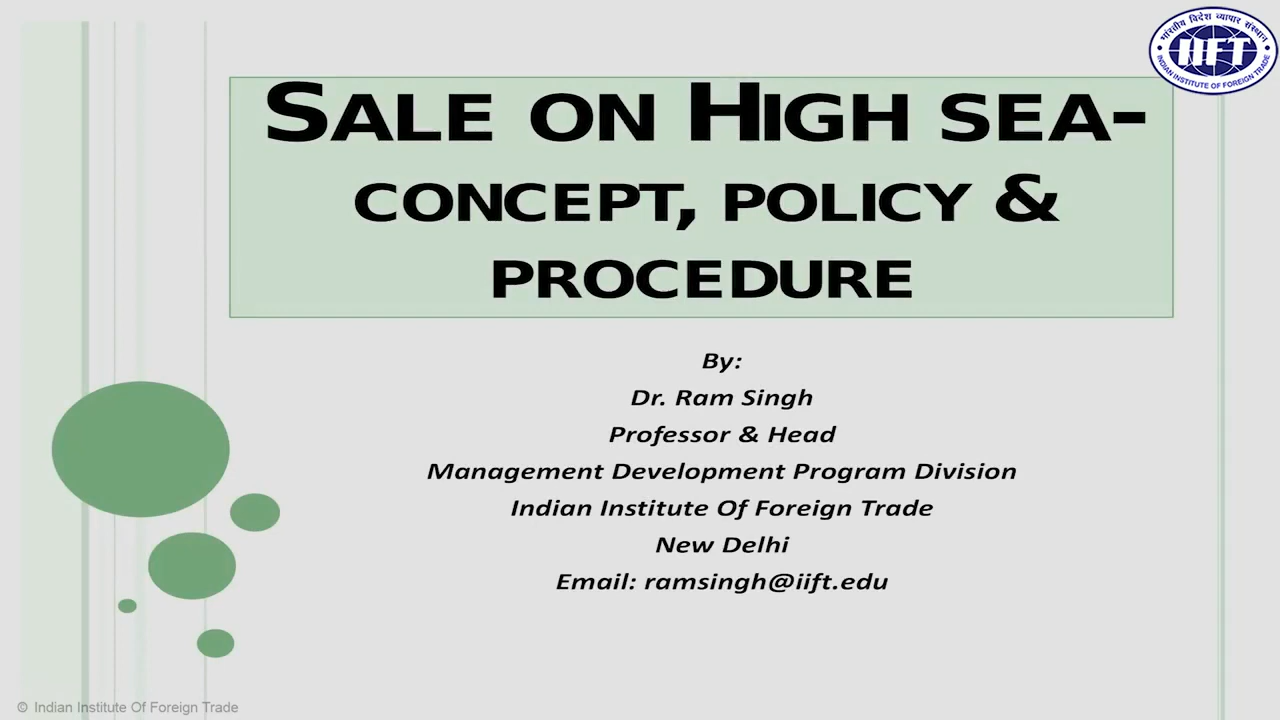 भारतीय विदेश व्यापार संस्थान
IIFT
INDIAN INSTITUTE OF FOREIGN TRADE
SALE ON HIGH SEA-
CONCEPT, POLICY &
PROCEDURE
By:
Dr. Ram Singh
Professor & Head
Management Development Program Division
Indian Institute Of Foreign Trade
New Delhi
Email: ramsingh@iift.edu
© Indian Institute Of Foreign Trade